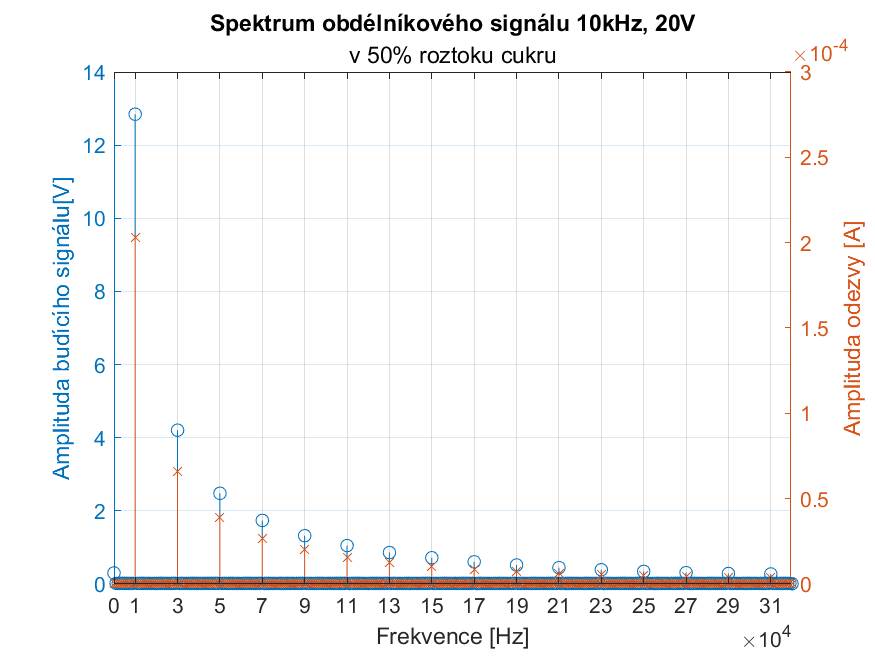 Spektrum obdélníkového signálu 10kHz, 20V
v 50% roztoku cukru
×10-4
Amplituda budícího signálu[V]
14
12
10
8
6
4
2
0
Amplituda odezvy [A]
3
2.5
2
1.5
1
0.5
0
0 1 3 5 7 9 11 13 15 17 19 21 23 25 27 29 31
Frekvence [Hz]
×104